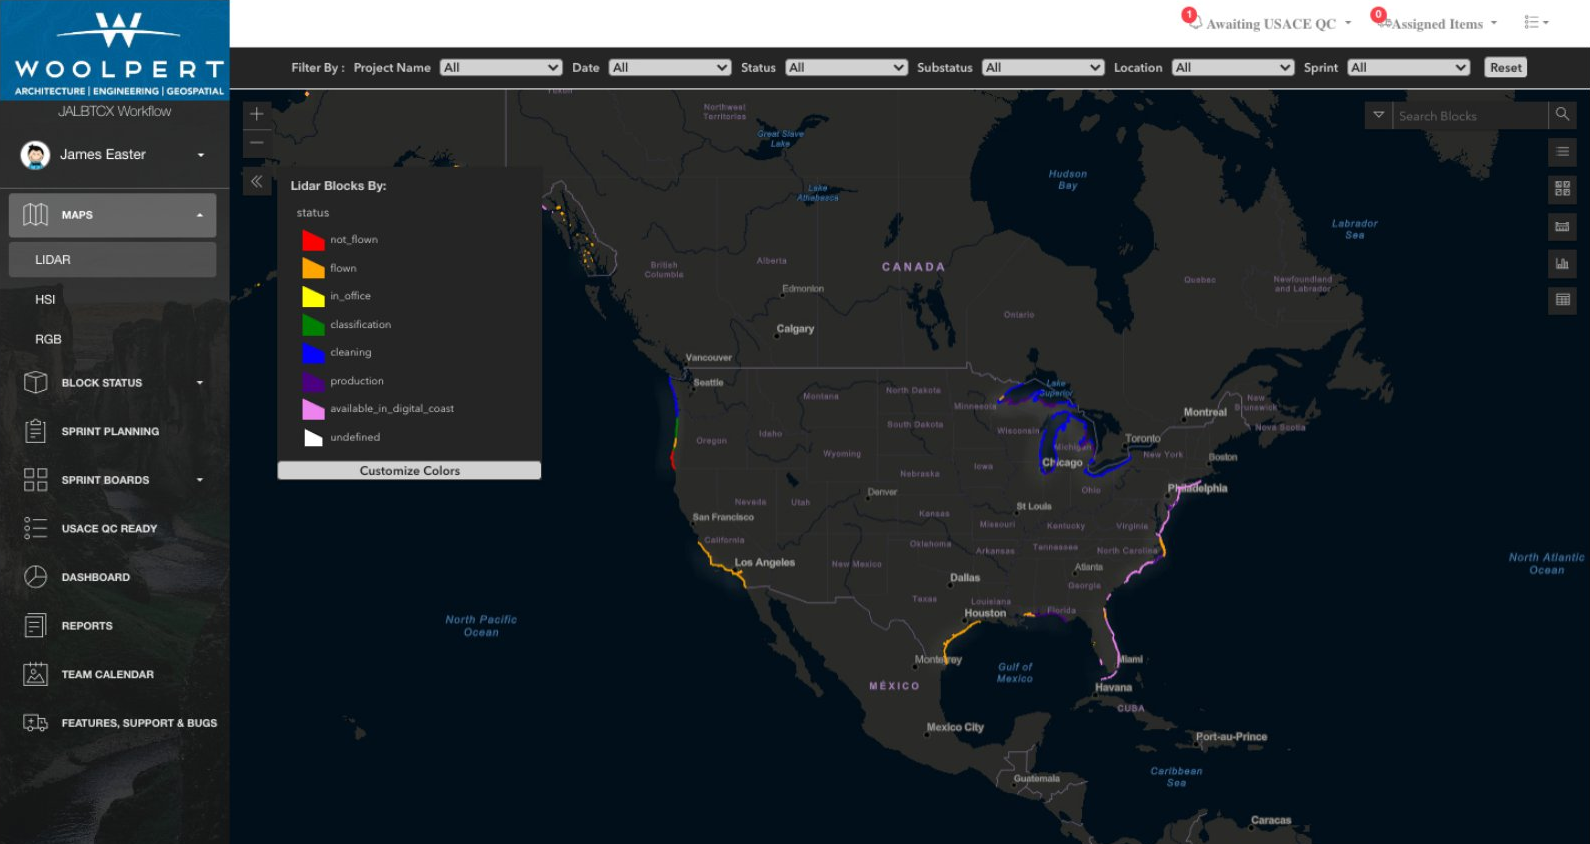 WOOLPERT
ARCHITECTURE | ENGINEERING | GEOSPATIAL
JALBTCX Workflow
James Easter
MAPS
LIDAR
HSI
RGB
BLOCK STATUS
SPRINT PLANNING
SPRINT BOARDS
USACE QC READY
DASHBOARD
REPORTS
TEAM CALENDAR
FEATURES, SUPPORT & BUGS
1 Awaiting USACE QC
0 Assigned Items
Filter By : Project Name All Date All Status All Substatus All Location All Sprint All Reset
Search Blocks
Lidar Blocks By:
status
not_flown
flown
in_office
classification
cleaning
production
available_in_digital_coast
undefined
Customize Colors
Yukon
Northwest
Territories
Great Slave
Lake
Lake
Athabasca
Hudson
Bay
Labrador
Sea
CANADA
British
Columbia
Alberta
Edmonton
Calgary
Ontario
Quebec
Newfoundland
and Labrador
Vancouver
Seattle
Montana
North Dakota
Minnesota
Lake
Superior
Montreal
New
Brunswick
Nova Scotia
Oregon
Idaho
South Dakota
Wisconsin
Michigan
Toronto
New York
Boston
Wyoming
Nebraska
Iowa
Chicago
Ohio
Philadelphia
Nevada
Utah
Denver
Kansas
St Louis
Missouri
Kentucky
Virginia
San Francisco
California
Los Angeles
New Mexico
Oklahoma
Arkansas
Tennessee
North Carolina
Atlanta
Georgia
Dallas
Texas
Louisiana
Houston
Florida
North Atlantic
Ocean
North Pacific
Ocean
Monterrey
Gulf of
Mexico
Miami
MÉXICO
Havana
CUBA
Mexico City
Port-au-Prince
Caribbean
Sea
Guatemala
Caracas